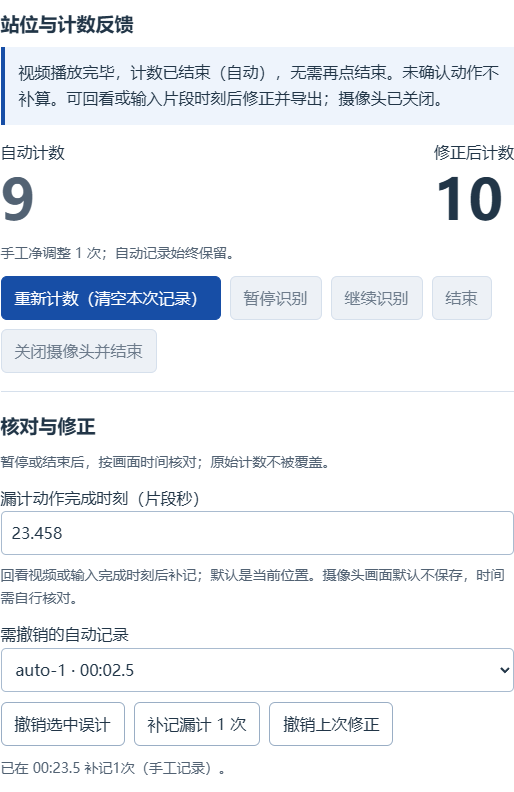 站位与计数反馈
视频播放完毕，计数已结束（自动），无需再点结束。未确认动作不
补算。可回看或输入片段时刻后修正并导出；摄像头已关闭。
自动计数 修正后计数
9 10
手工净调整 1 次；自动记录始终保留。
重新计数（清空本次记录） 暂停识别 继续识别 结束
关闭摄像头并结束
核对与修正
暂停或结束后，按画面时间核对；原始计数不被覆盖。
漏计动作完成时刻（片段秒）
23.458
回看视频或输入完成时刻后补记；默认是当前位置。摄像头画面默认不保存，时间
需自行核对。
需撤销的自动记录
auto-1 · 00:02.5
撤销选中误计 补记漏计 1 次 撤销上次修正
已在 00:23.5 补记1次（手工记录）。